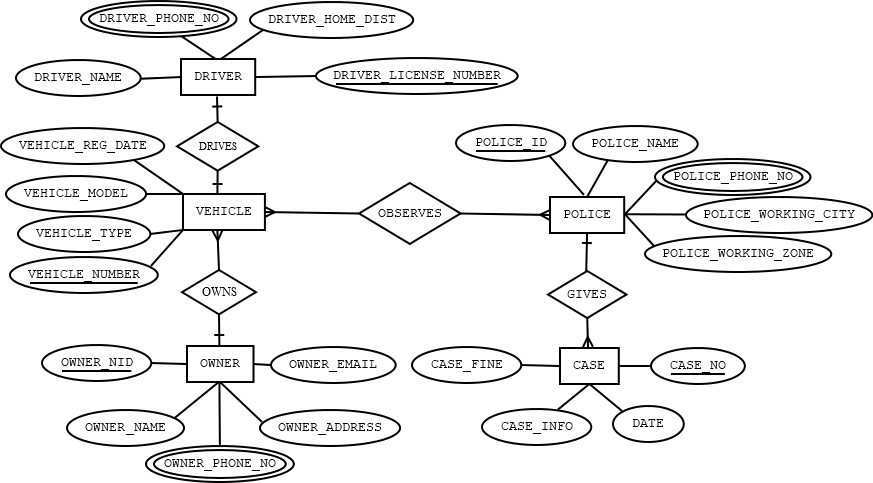 DRIVER_PHONE_NO
DRIVER_HOME_DIST
DRIVER_NAME
DRIVER
DRIVER_LICENSE_NUMBER
VEHICLE_REG_DATE
DRIVES
POLICE_ID
POLICE_NAME
VEHICLE_MODEL
POLICE_PHONE_NO
VEHICLE
OBSERVES
POLICE
POLICE_WORKING_CITY
VEHICLE_TYPE
POLICE_WORKING_ZONE
VEHICLE_NUMBER
OWNS
GIVES
OWNER_NID
OWNER
OWNER_EMAIL
CASE_FINE
CASE
CASE_NO
OWNER_NAME
OWNER_ADDRESS
CASE_INFO
DATE
OWNER_PHONE_NO